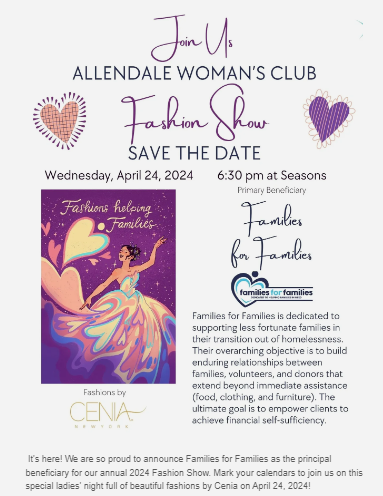 Join Us
ALLENDALE WOMAN'S CLUB
Fashion Show
SAVE THE DATE
Wednesday, April 24, 2024
6:30 pm at Seasons
Primary Beneficiary
Fashions helping
Families
Families
for Families
families for families
Families for Families is dedicated to
supporting less fortunate families in
their transition out of homelessness.
Their overarching objective is to build
enduring relationships between
families, volunteers, and donors that
extend beyond immediate assistance
(food, clothing, and furniture). The
ultimate goal is to empower clients to
achieve financial self-sufficiency.
Fashions by
CENIA
NEW YORK
It's here! We are so proud to announce Families for Families as the principal
beneficiary for our annual 2024 Fashion Show. Mark your calendars to join us on this
special ladies' night full of beautiful fashions by Cenia on April 24, 2024!